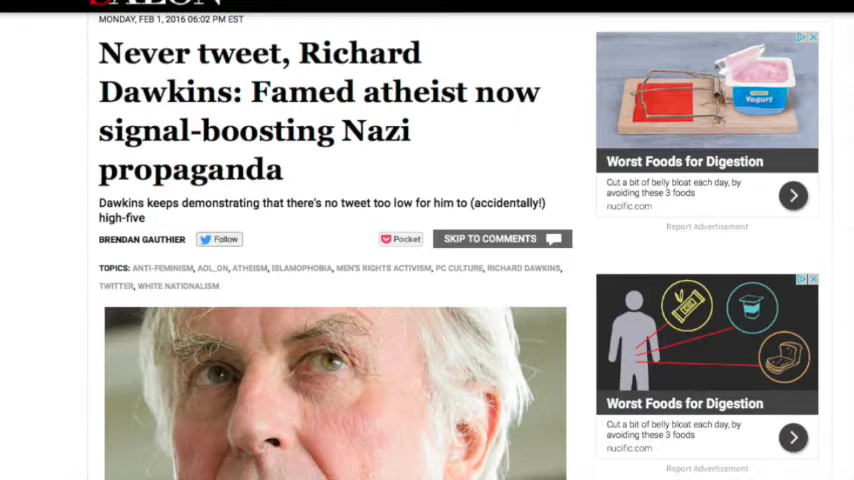 SALON
MONDAY, FEB 1, 2016 06:02 PM EST
Never tweet, Richard
Dawkins: Famed atheist now
signal-boosting Nazi
propaganda
Dawkins keeps demonstrating that there's no tweet too low for him to (accidentally!)
high-five
BRENDAN GAUTHIER
Follow
Pocket
SKIP TO COMMENTS
TOPICS: ANTI-FEMINISM, AOL_ON, ATHEISM, ISLAMOPHOBIA, MEN'S RIGHTS ACTIVISM, PC CULTURE, RICHARD DAWKINS,
TWITTER, WHITE NATIONALISM
Yogurt
Worst Foods for Digestion
Cut a bit of belly bloat each day, by
avoiding these 3 foods
nucific.com
Report Advertisement
Worst Foods for Digestion
Cut a bit of belly bloat each day, by
avoiding these 3 foods
nucific.com
Report Advertisement